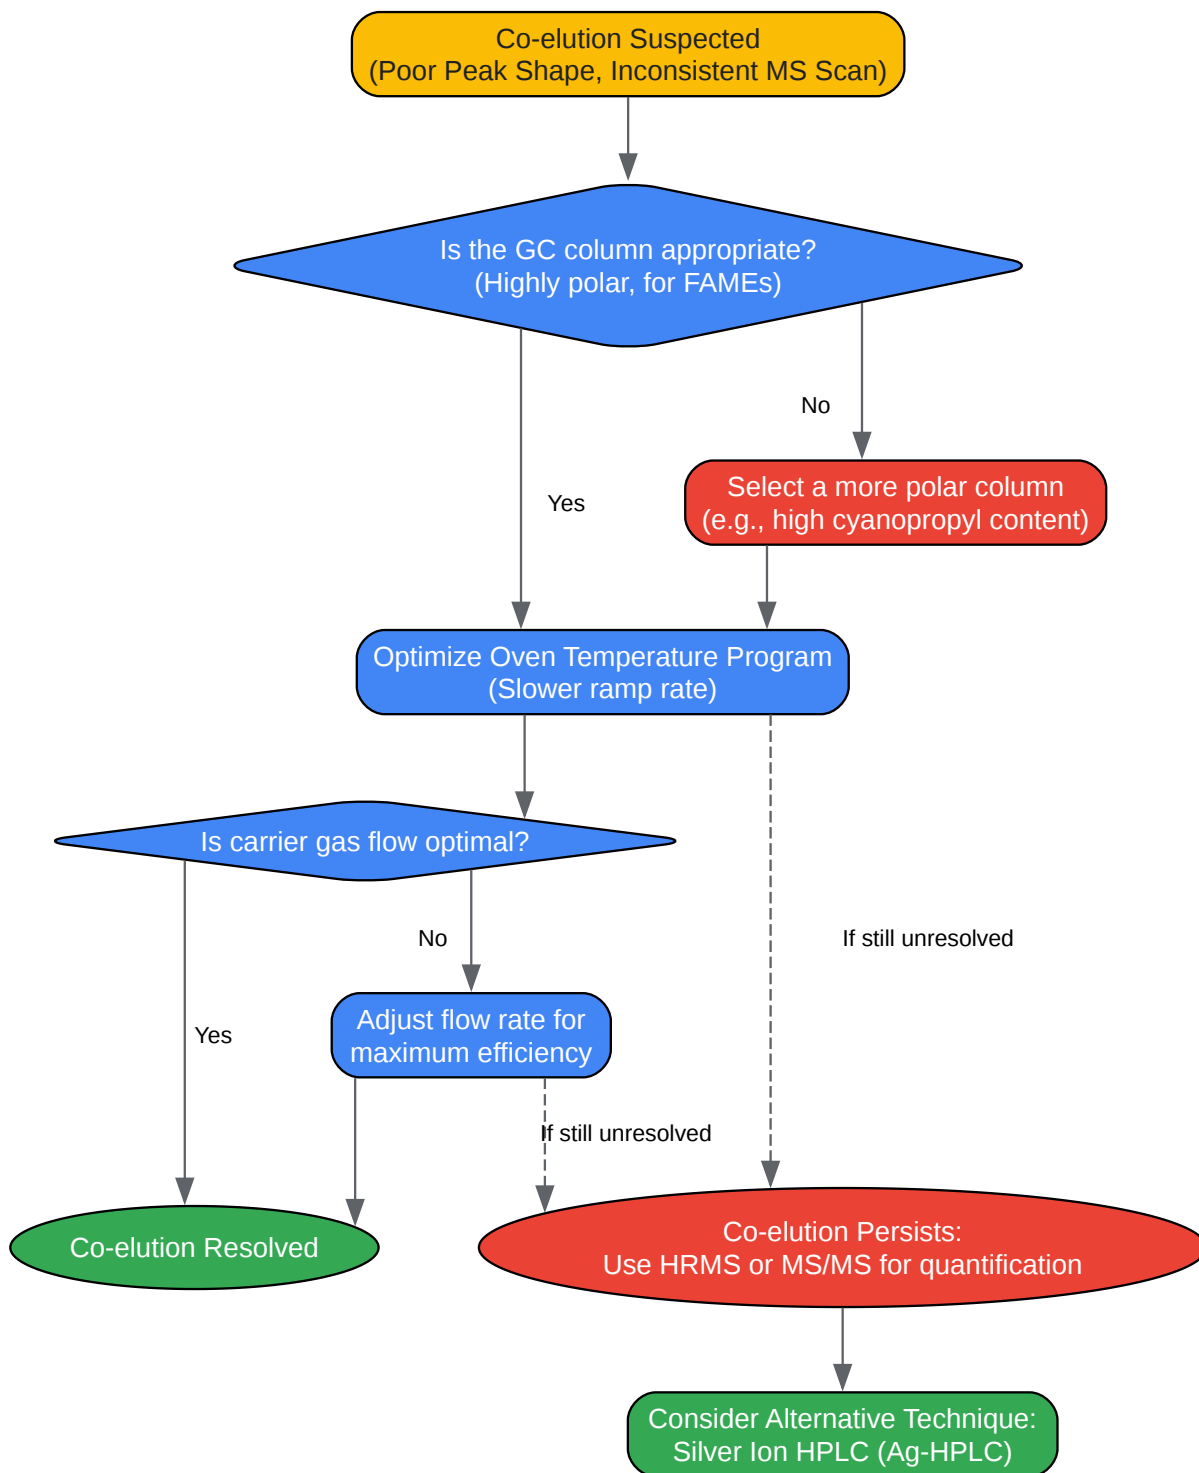 Co-elution Suspected
(Poor Peak Shape, Inconsistent MS Scan)
Is the GC column appropriate?
(Highly polar, for FAMEs)
No
Select a more polar column
(e.g., high cyanopropyl content)
Yes
Optimize Oven Temperature Program
(Slower ramp rate)
Is carrier gas flow optimal?
No
If still unresolved
Adjust flow rate for
maximum efficiency
Yes
If still unresolved
Co-elution Resolved
Co-elution Persists:
Use HRMS or MS/MS for quantification
Consider Alternative Technique:
Silver Ion HPLC (Ag-HPLC)